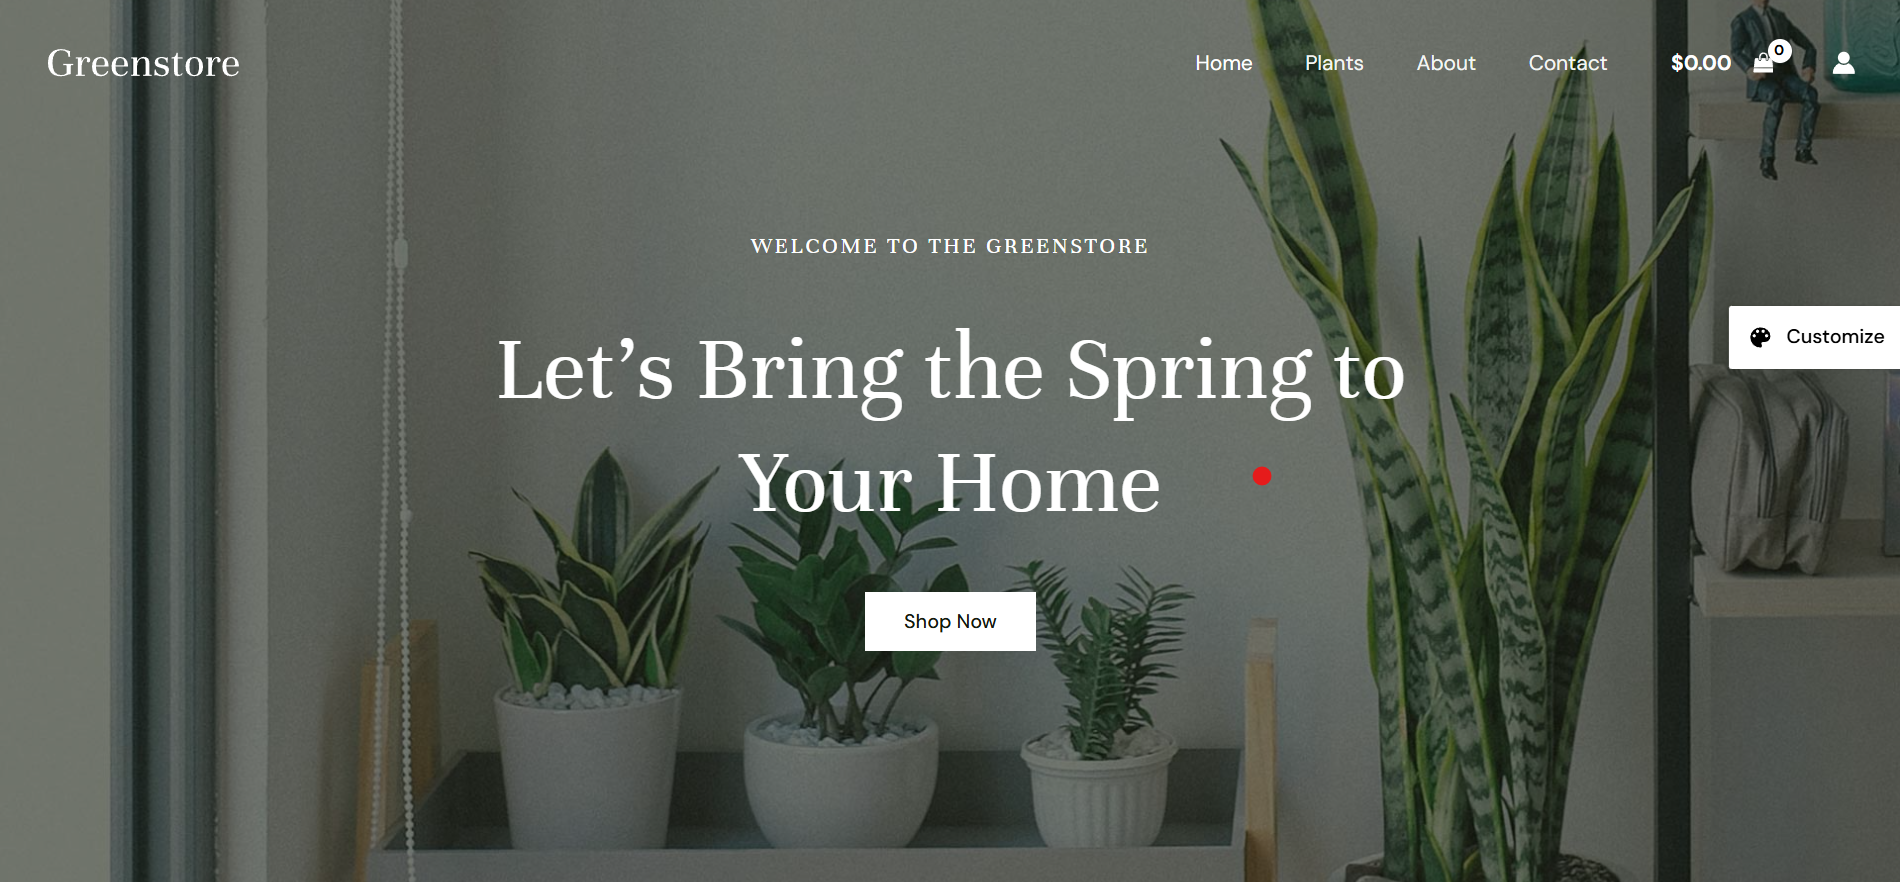 Greenstore
Home Plants About Contact $0.00 0
WELCOME TO THE GREENSTORE
Customize
Let’s Bring the Spring to
Your Home
Shop Now